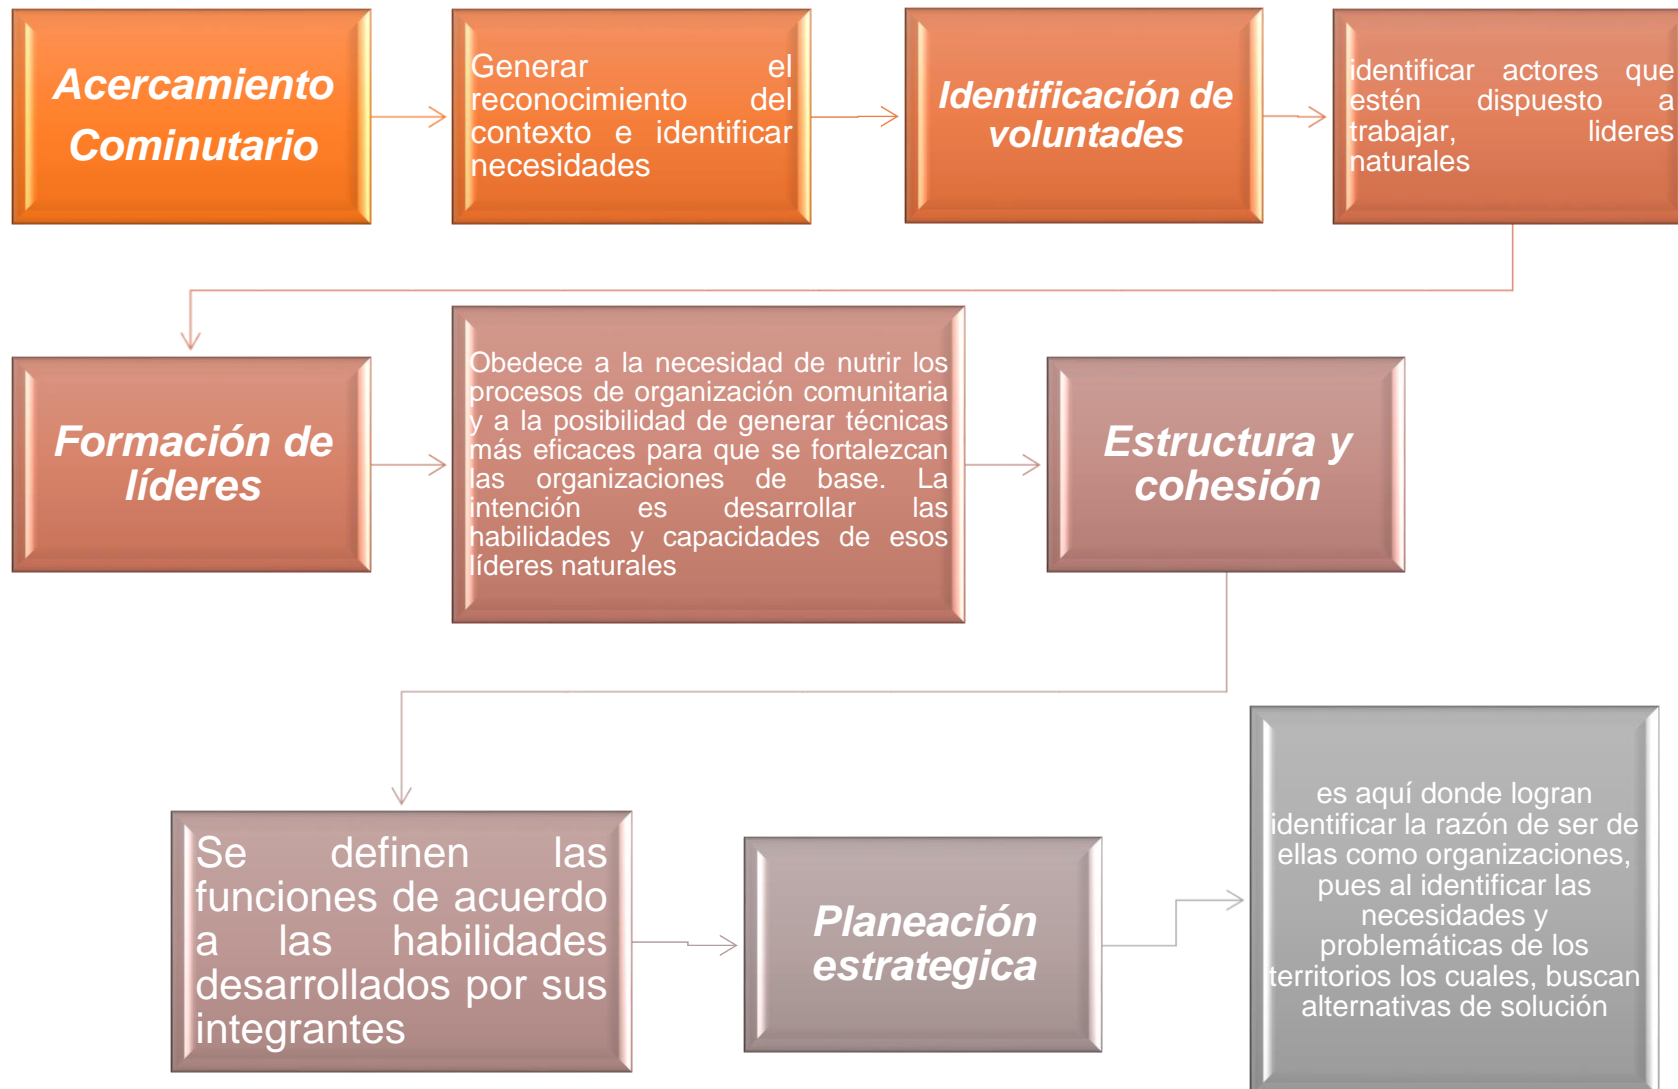 Acercamiento
Cominutario
Generar el
reconocimiento del
contexto e identificar
necesidades
Identificación de
voluntades
identificar actores que
estén dispuesto a
trabajar, lideres
naturales
Formación de
líderes
Obedece a la necesidad de nutrir los
procesos de organización comunitaria
y a la posibilidad de generar técnicas
más eficaces para que se fortalezcan
las organizaciones de base. La
intención es desarrollar las
habilidades y capacidades de esos
líderes naturales
Estructura y
cohesión
Se definen las
funciones de acuerdo
a las habilidades
desarrollados por sus
integrantes
Planeación
estrategica
es aquí donde logran
identificar la razón de ser de
ellas como organizaciones,
pues al identificar las
necesidades y
problemáticas de los
territorios los cuales, buscan
alternativas de solución